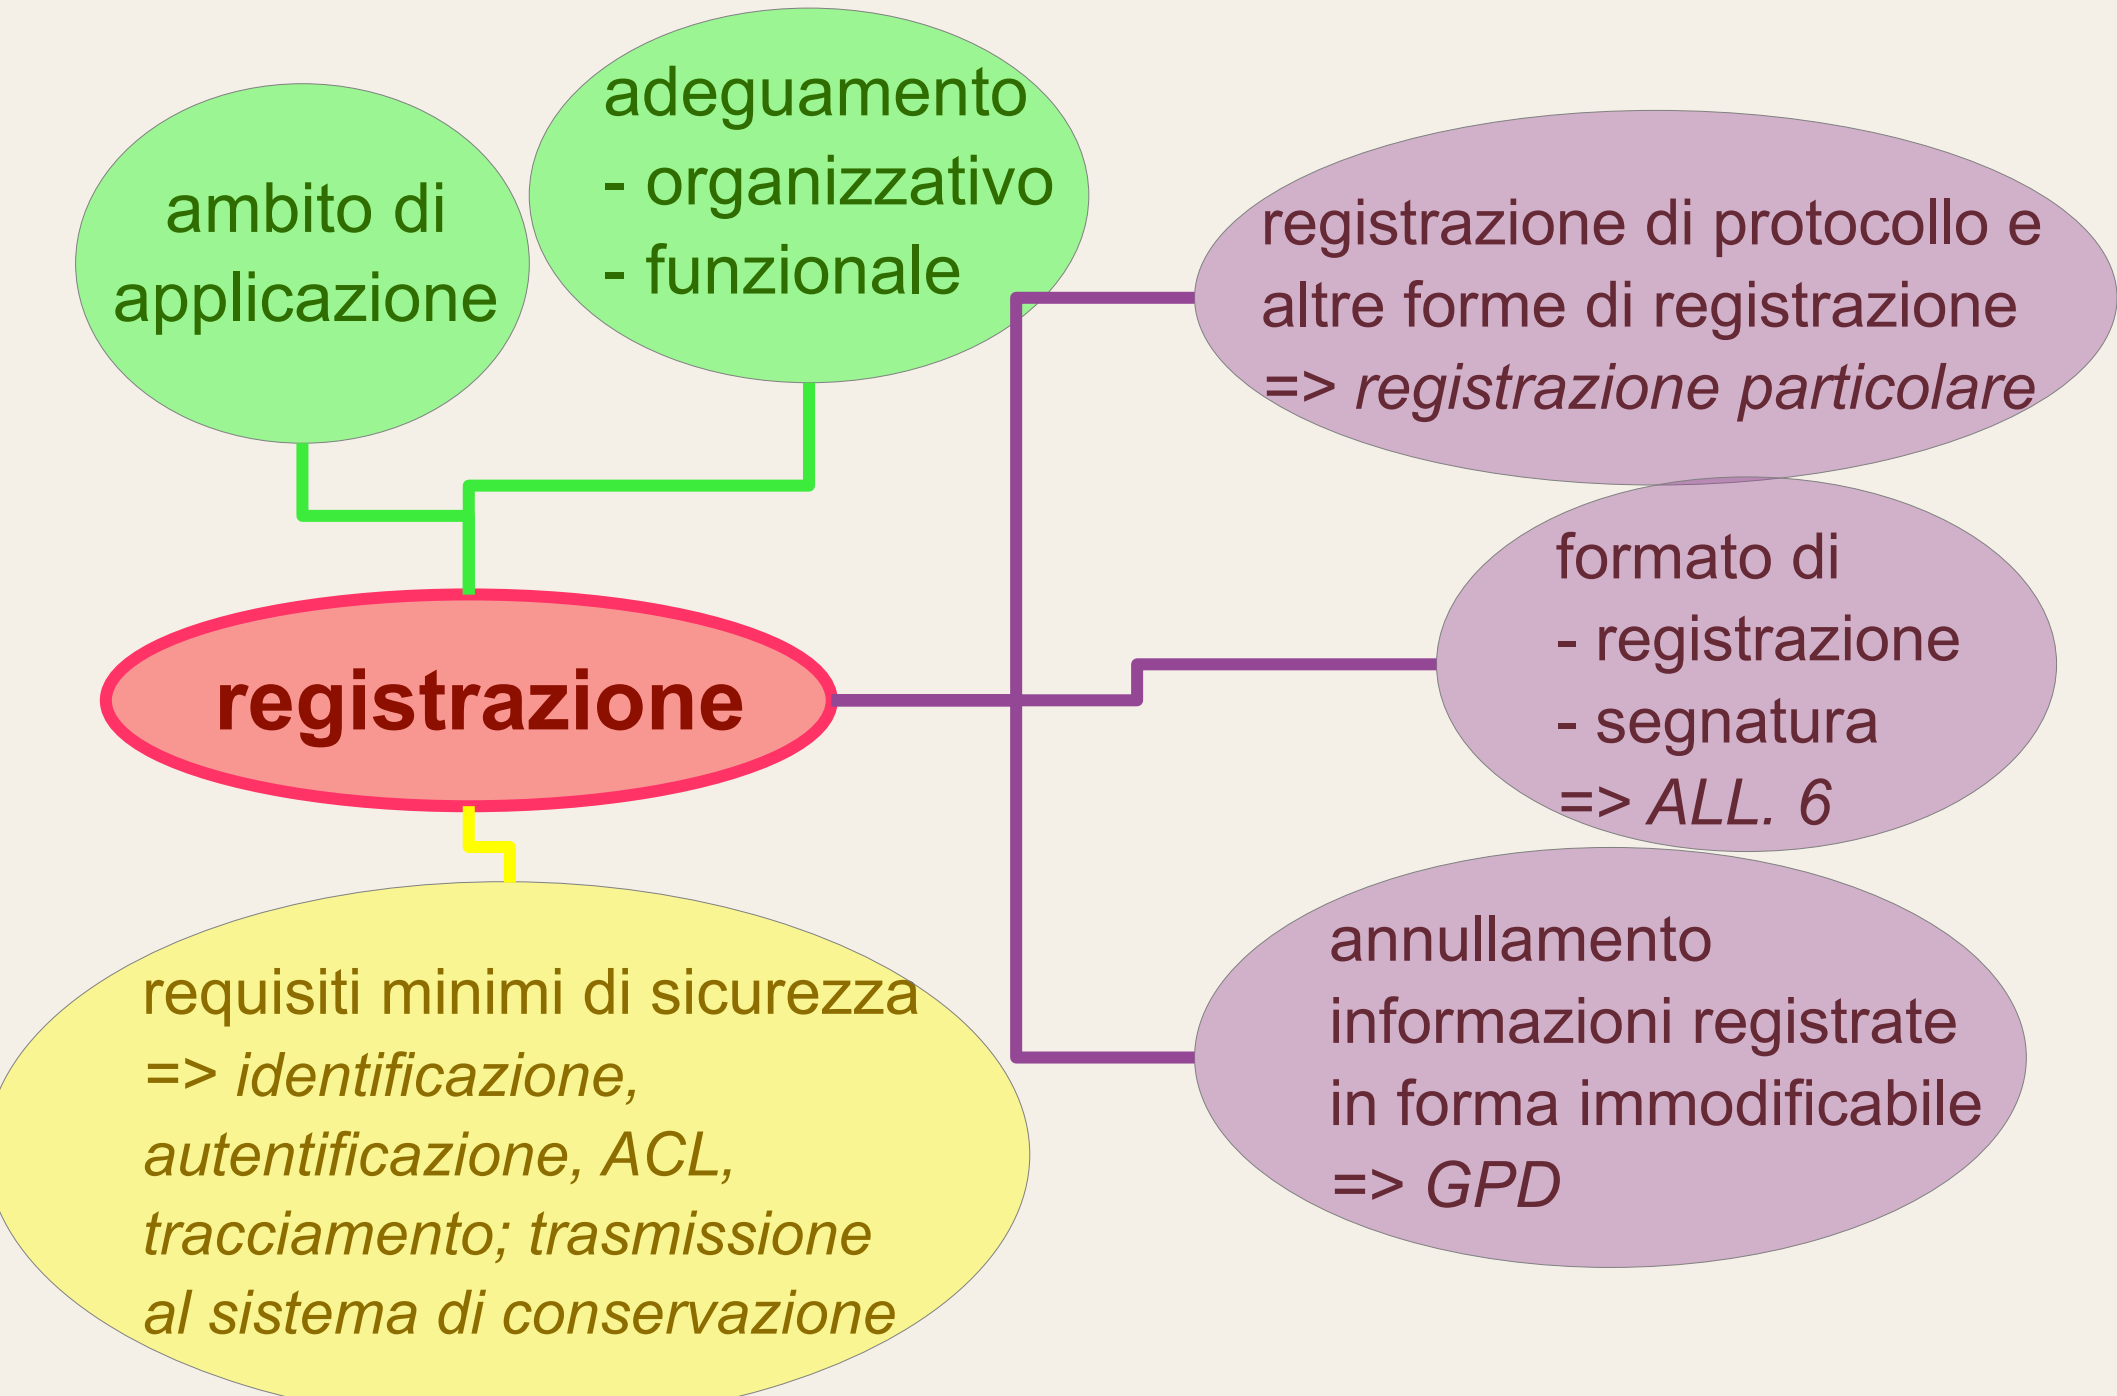 ambito di
applicazione
adeguamento
- organizzativo
- funzionale
registrazione di protocollo e
altre forme di registrazione
=> registrazione particolare
formato di
- registrazione
- segnatura
=> ALL. 6
registrazione
annullamento
informazioni registrate
in forma immodificabile
=> GPD
requisiti minimi di sicurezza
=> identificazione,
autentificazione, ACL,
tracciamento; trasmissione
al sistema di conservazione